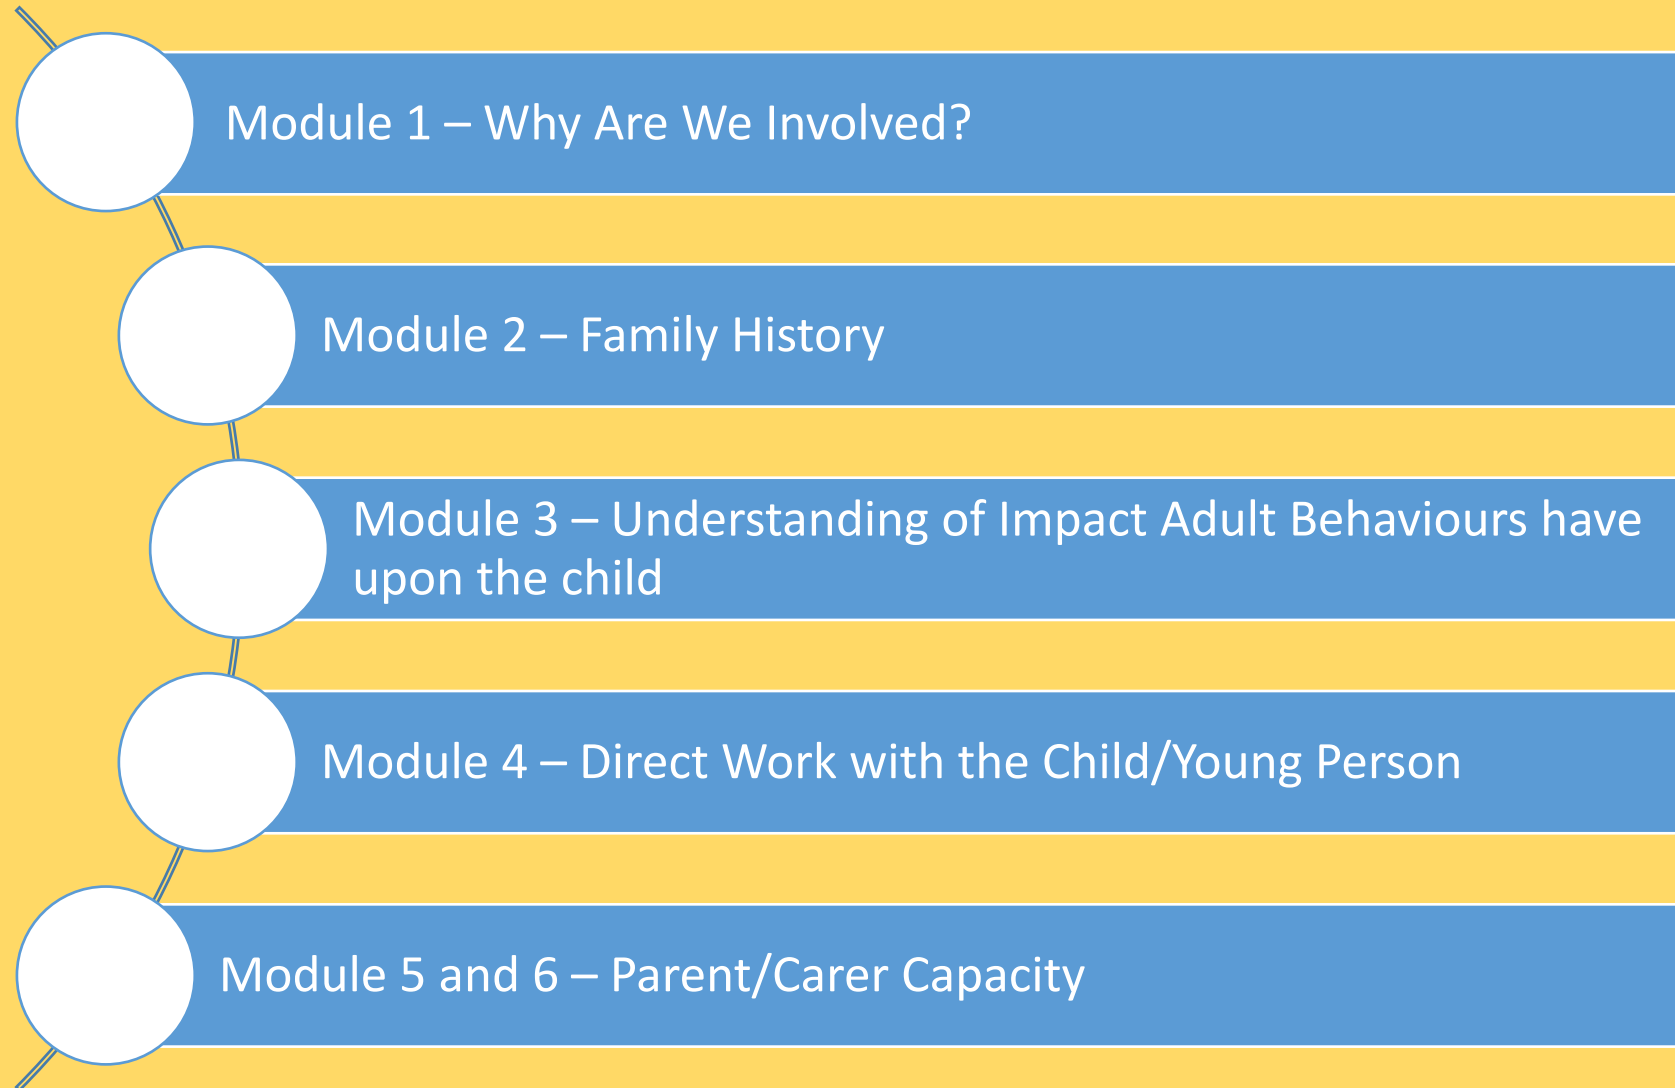 Module 1 – Why Are We Involved?
Module 2 – Family History
Module 3 – Understanding of Impact Adult Behaviours have
upon the child
Module 4 – Direct Work with the Child/Young Person
Module 5 and 6 – Parent/Carer Capacity